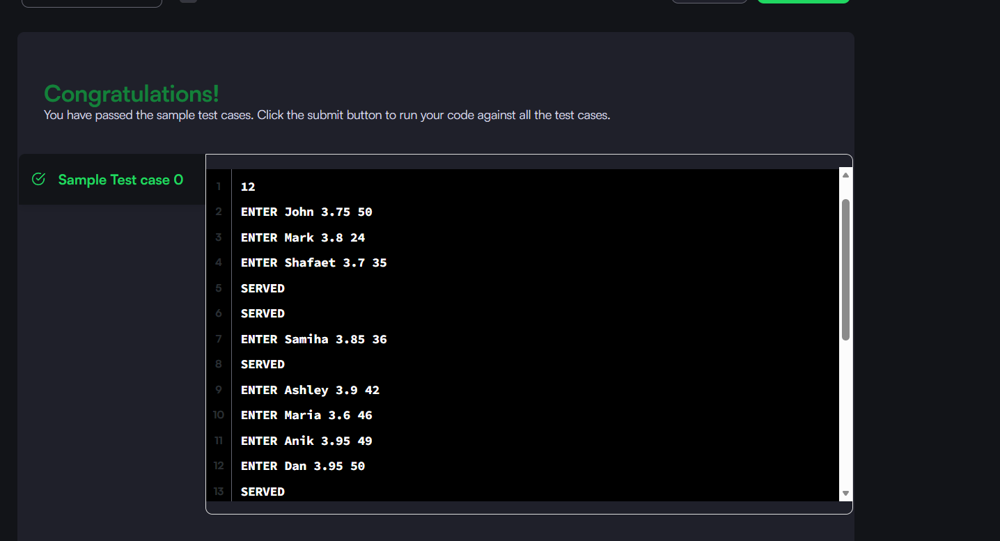 Congratulations!
You have passed the sample test cases. Click the submit button to run your code against all the test cases.
Sample Test case 0
1 12
2 ENTER John 3.75 50
3 ENTER Mark 3.8 24
4 ENTER Shafaet 3.7 35
5 SERVED
6 SERVED
7 ENTER Samiha 3.85 36
8 SERVED
9 ENTER Ashley 3.9 42
10 ENTER Maria 3.6 46
11 ENTER Anik 3.95 49
12 ENTER Dan 3.95 50
13 SERVED